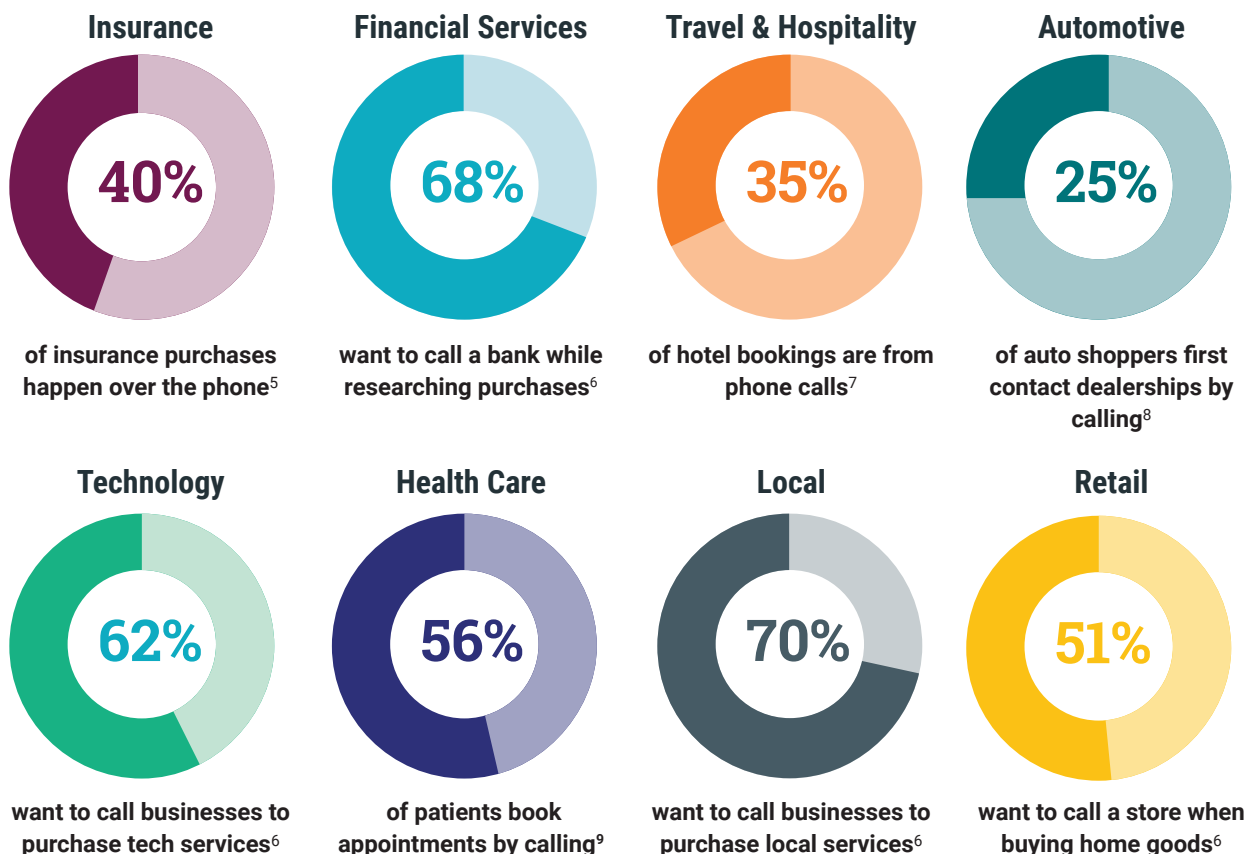 Insurance
Financial Services
Travel & Hospitality
Automotive
40%
68%
35%
25%
of insurance purchases
happen over the phone⁵
want to call a bank while
researching purchases⁶
of hotel bookings are from
phone calls⁷
of auto shoppers first
contact dealerships by
calling⁸
Technology
Health Care
Local
Retail
62%
56%
70%
51%
want to call businesses to
purchase tech services⁶
of patients book
appointments by calling⁹
want to call businesses to
purchase local services⁶
want to call a store when
buying home goods⁶